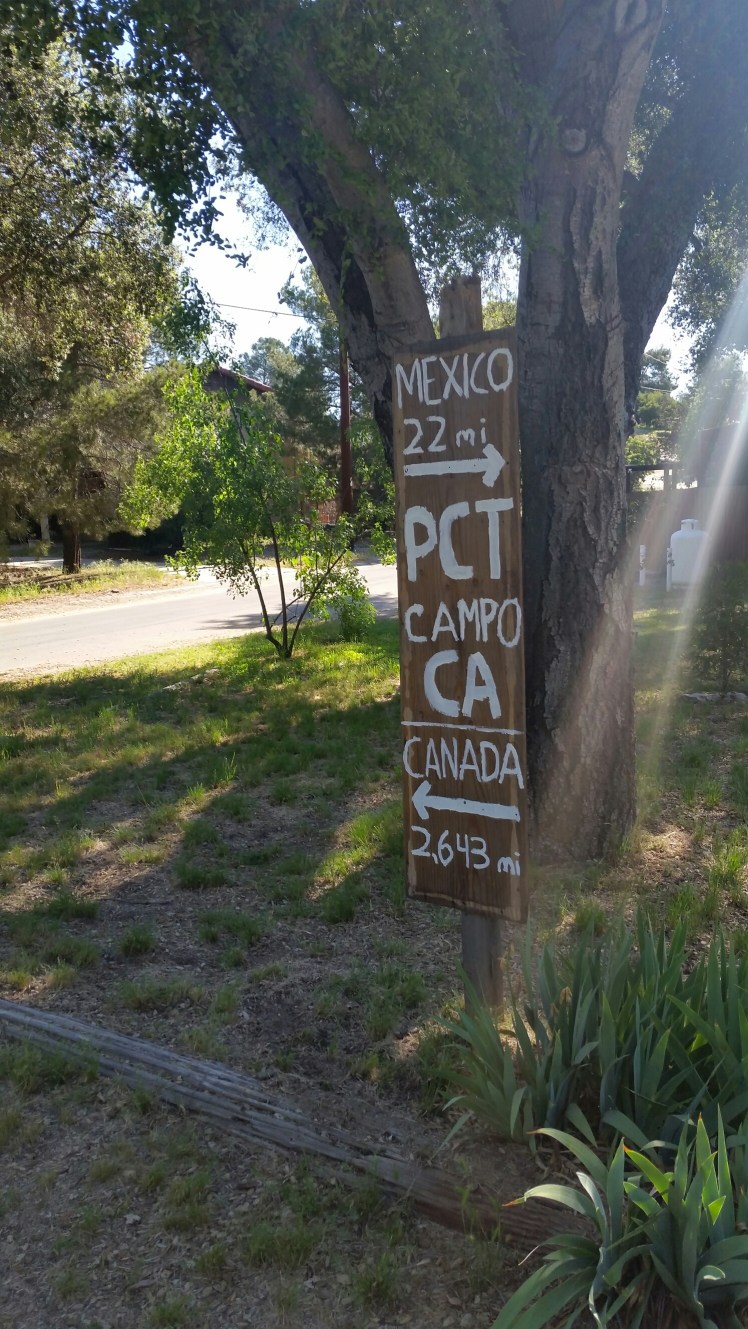 MEXICO
22 mi
PCT
CAMPO
CA
CANADA
2,643 mi